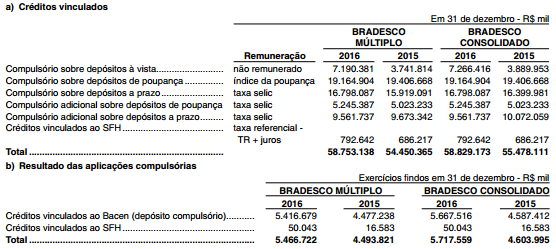 a) Créditos vinculados
Em 31 de dezembro - R$ mil
BRADESCO MÚLTIPLO BRADESCO CONSOLIDADO
Remuneração 2016 2015 2016 2015
Compulsório sobre depósitos à vista........................ não remunerado 7.190.381 3.741.814 7.266.416 3.889.953
Compulsório sobre depósitos de poupança .............. índice da poupança 19.164.904 19.406.668 19.164.904 19.406.668
Compulsório sobre depósitos a prazo...................... taxa selic 16.798.087 15.919.091 16.798.087 16.399.981
Compulsório adicional sobre depósitos de poupança taxa selic 5.245.387 5.023.233 5.245.387 5.023.233
Compulsório adicional sobre depósitos a prazo........ taxa selic 9.561.737 9.673.342 9.561.737 10.072.059
Créditos vinculados ao SFH.................................... taxa referencial -
TR + juros 792.642 686.217 792.642 686.217
Total .................................................................... 58.753.138 54.450.365 58.829.173 55.478.111
b) Resultado das aplicações compulsórias
Exercícios findos em 31 de dezembro - R$ mil
BRADESCO MÚLTIPLO BRADESCO CONSOLIDADO
2016 2015 2016 2015
Créditos vinculados ao Bacen (depósito compulsório)........... 5.416.679 4.477.238 5.667.516 4.587.412
Créditos vinculados ao SFH.................................................. 50.043 16.583 50.043 16.583
Total .................................................................................. 5.466.722 4.493.821 5.717.559 4.603.995